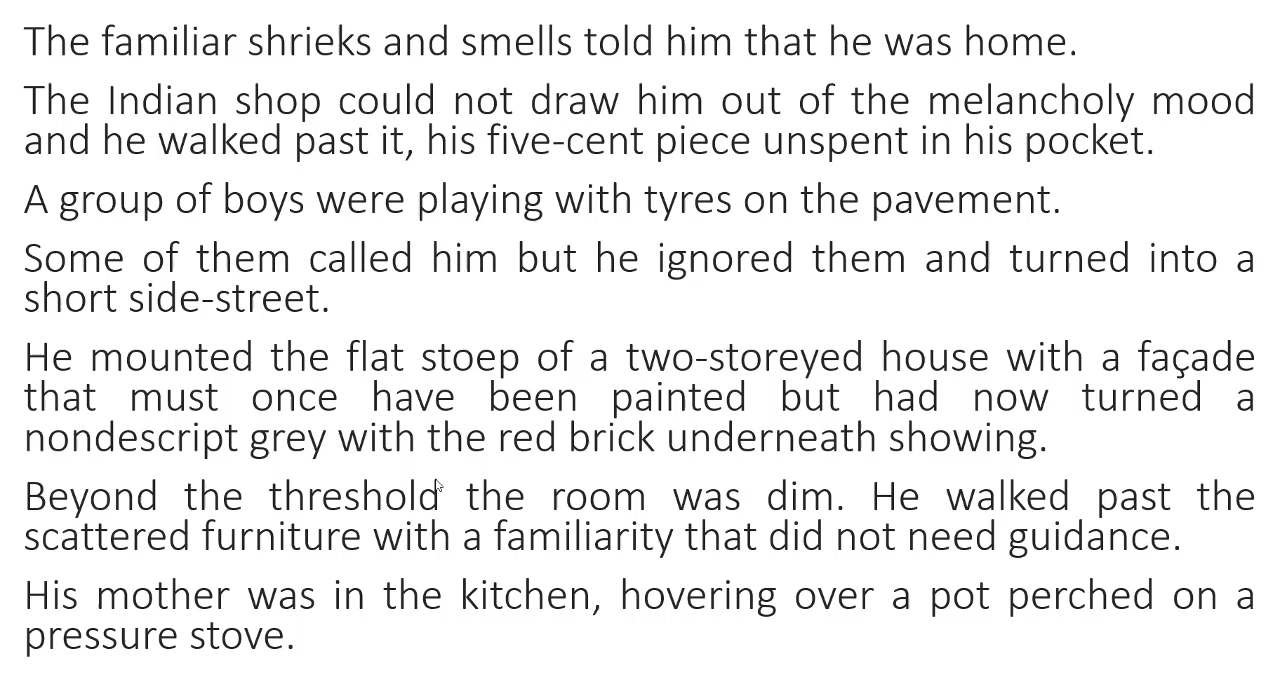 The familiar shrieks and smells told him that he was home.
The Indian shop could not draw him out of the melancholy mood
and he walked past it, his five-cent piece unspent in his pocket.
A group of boys were playing with tyres on the pavement.
Some of them called him but he ignored them and turned into a
short side-street.
He mounted the flat stoep of a two-storeyed house with a façade
that must once have been painted but had now turned a
nondescript grey with the red brick underneath showing.
Beyond the threshold the room was dim. He walked past the
scattered furniture with a familiarity that did not need guidance.
His mother was in the kitchen, hovering over a pot perched on a
pressure stove.